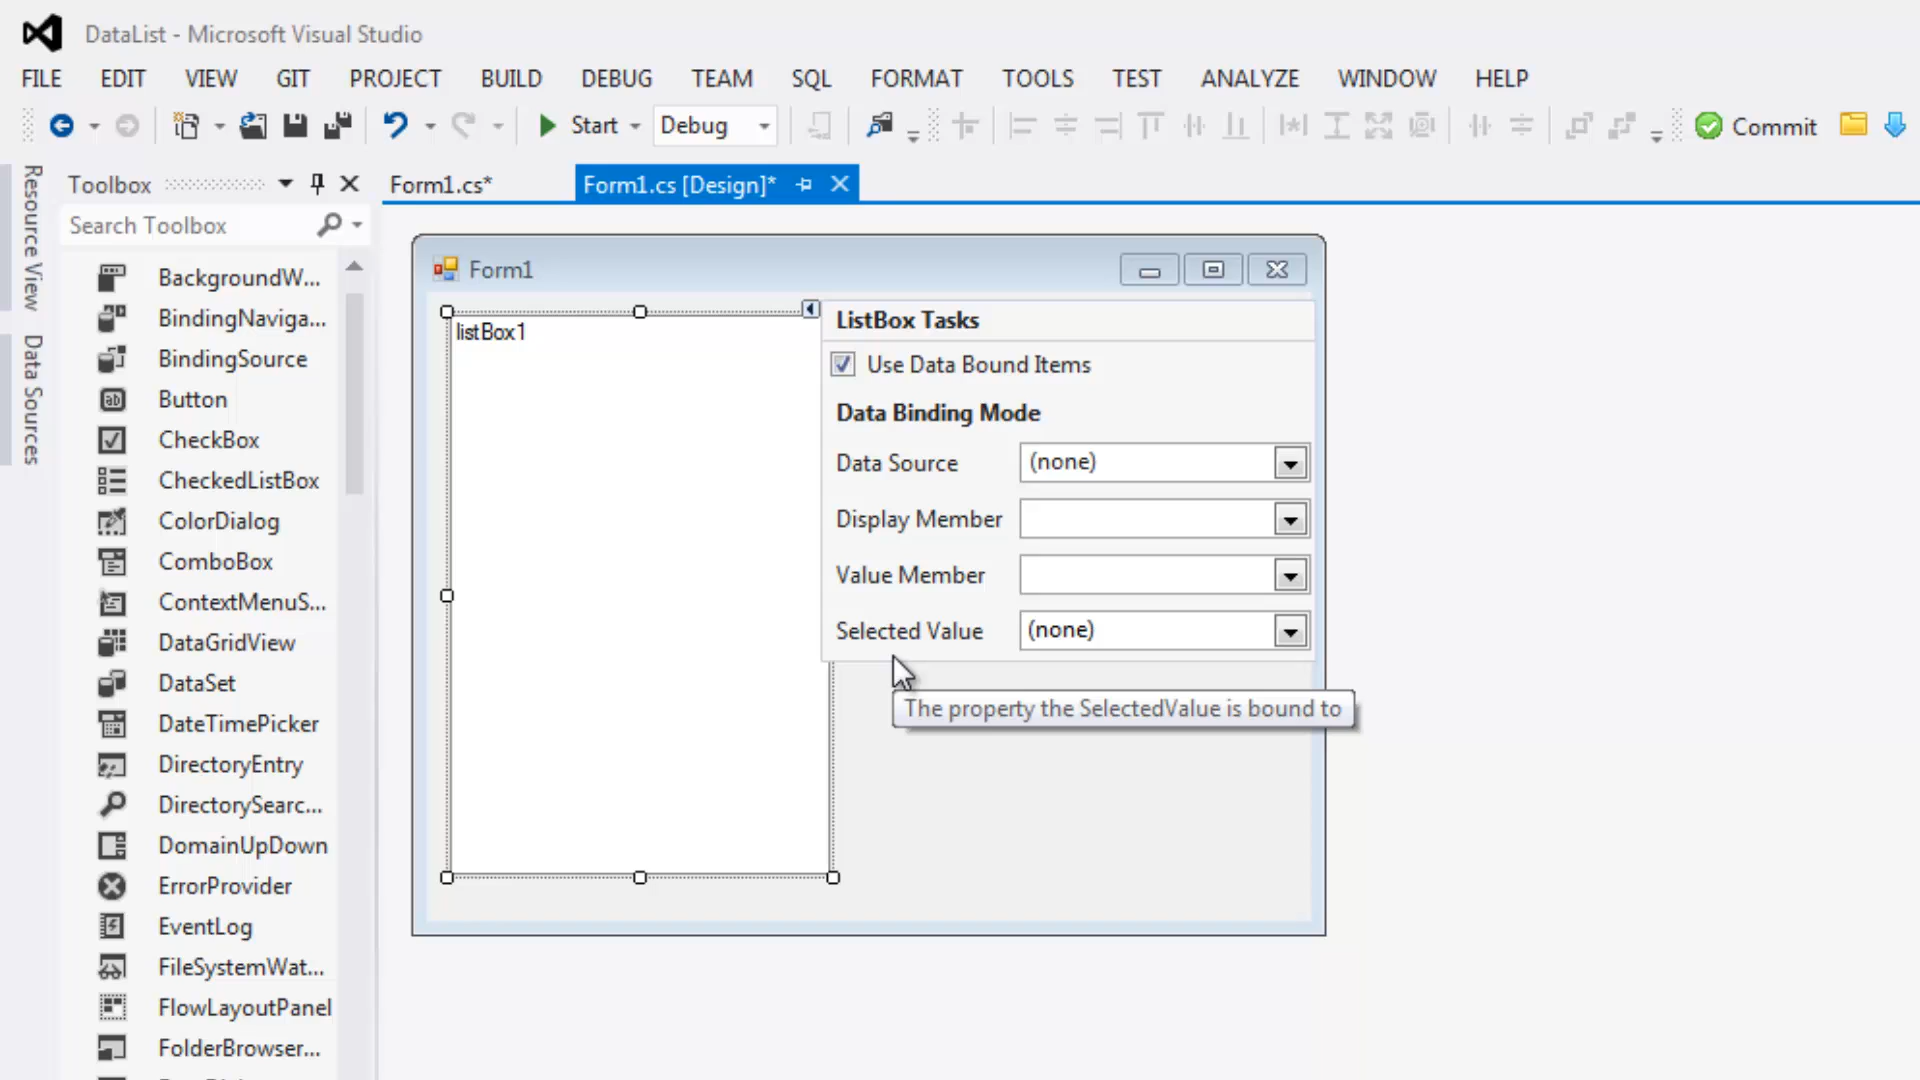 DataList - Microsoft Visual Studio
FILE EDIT VIEW GIT PROJECT BUILD DEBUG TEAM SQL FORMAT TOOLS TEST ANALYZE WINDOW HELP
Start Debug Commit
Resource View
Data Sources
Toolbox
Search Toolbox
BackgroundW...
BindingNaviga...
BindingSource
Button
CheckBox
CheckedListBox
ColorDialog
ComboBox
ContextMenuS...
DataGridView
DataSet
DateTimePicker
DirectoryEntry
DirectorySearc...
DomainUpDown
ErrorProvider
EventLog
FileSystemWat...
FlowLayoutPanel
FolderBrowser...
Form1.cs* Form1.cs [Design]*
Form1
listBox1
ListBox Tasks
Use Data Bound Items
Data Binding Mode
Data Source (none)
Display Member
Value Member
Selected Value (none)
The property the SelectedValue is bound to